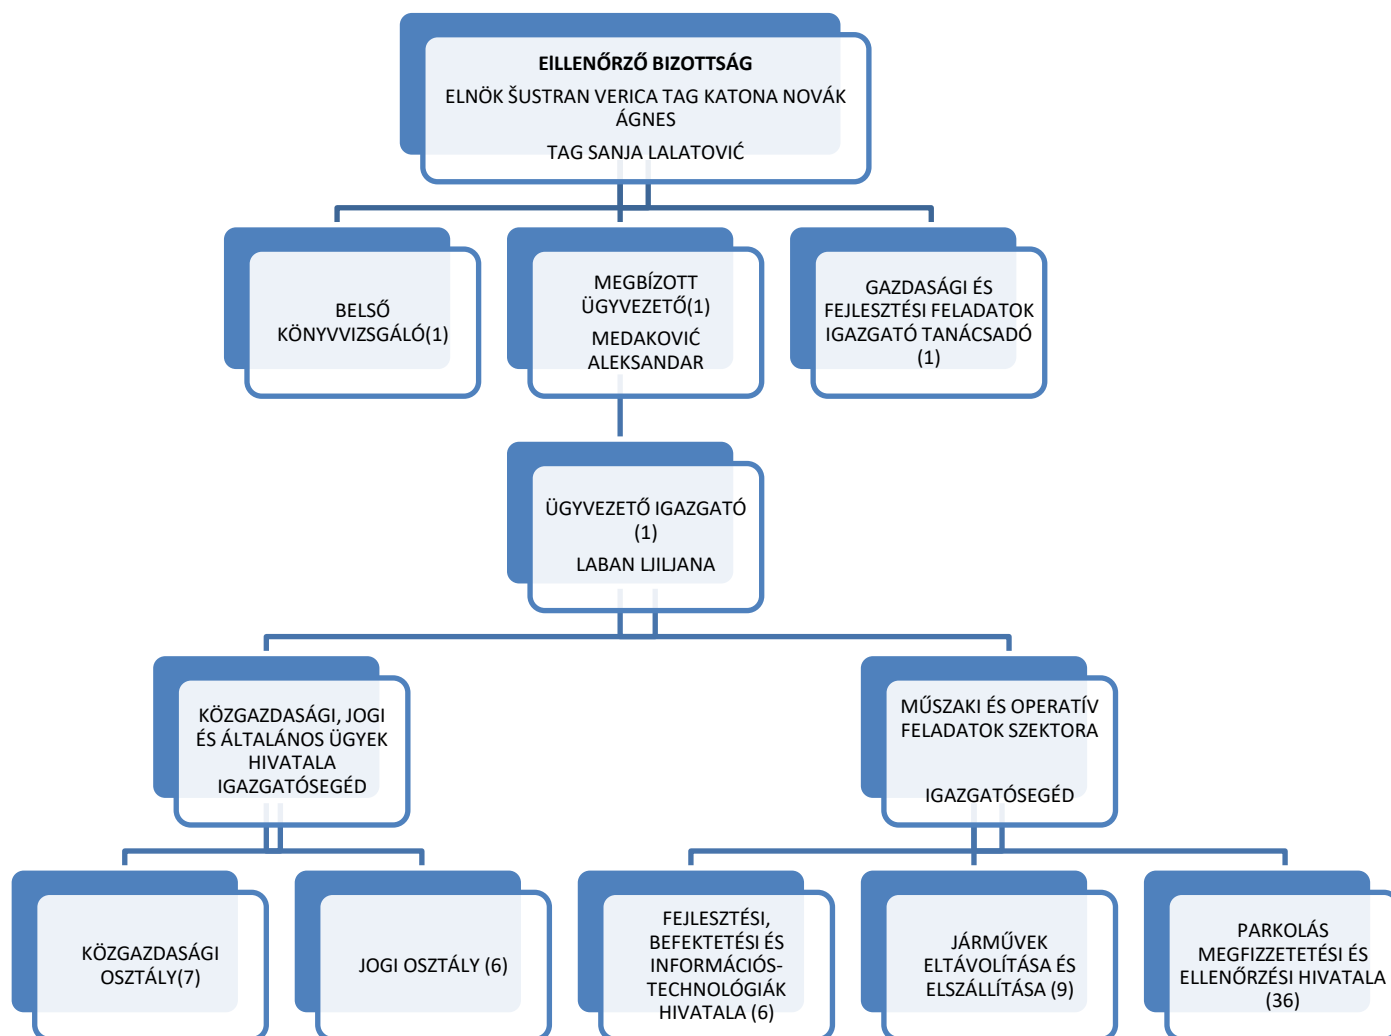 EILLENŐRZŐ BIZOTTSÁG
ELNÖK ŠUSTRAN VERICA TAG KATONA NOVÁK
ÁGNES
TAG SANJA LALATOVIĆ
BELSŐ
KÖNYVVIZSGÁLÓ(1)
MEGBÍZOTT
ÜGYVEZETŐ(1)
MEDAKOVIĆ
ALEKSANDAR
GAZDASÁGI ÉS
FEJLESZTÉSI FELADATOK
IGAZGATÓ TANÁCSADÓ
(1)
ÜGYVEZETŐ IGAZGATÓ
(1)
LABAN LJILJANA
KÖZGAZDASÁGI, JOGI
ÉS ÁLTALÁNOS ÜGYEK
HIVATALA
IGAZGATÓSEGÉD
MŰSZAKI ÉS OPERATÍV
FELADATOK SZEKTORA
IGAZGATÓSEGÉD
KÖZGAZDASÁGI
OSZTÁLY(7)
JOGI OSZTÁLY (6)
FEJLESZTÉSI,
BEFEKTETÉSI ÉS
INFORMÁCIÓS-
TECHNOLÓGIÁK
HIVATALA (6)
JÁRMŰVEK
ELTÁVOLÍTÁSA ÉS
ELSZÁLLÍTÁSA (9)
PARKOLÁS
MEGFIZZETETÉSI ÉS
ELLENŐRZÉSI HIVATALA
(36)